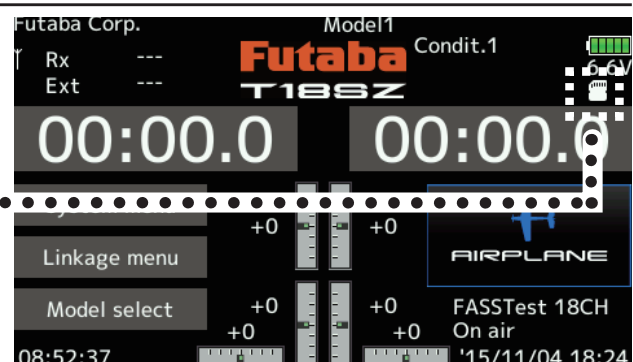 Futaba Corp. Model1
Rx --- Futaba Condit.1
6.6V
Ext --- T18SZ
00:00.0 00:00.0
System menu +0 +0
Linkage menu AIRPLANE
Model select +0 +0 FASSTest 18CH
+0 +0 On air
08:52:37 '15/11/04 18:24